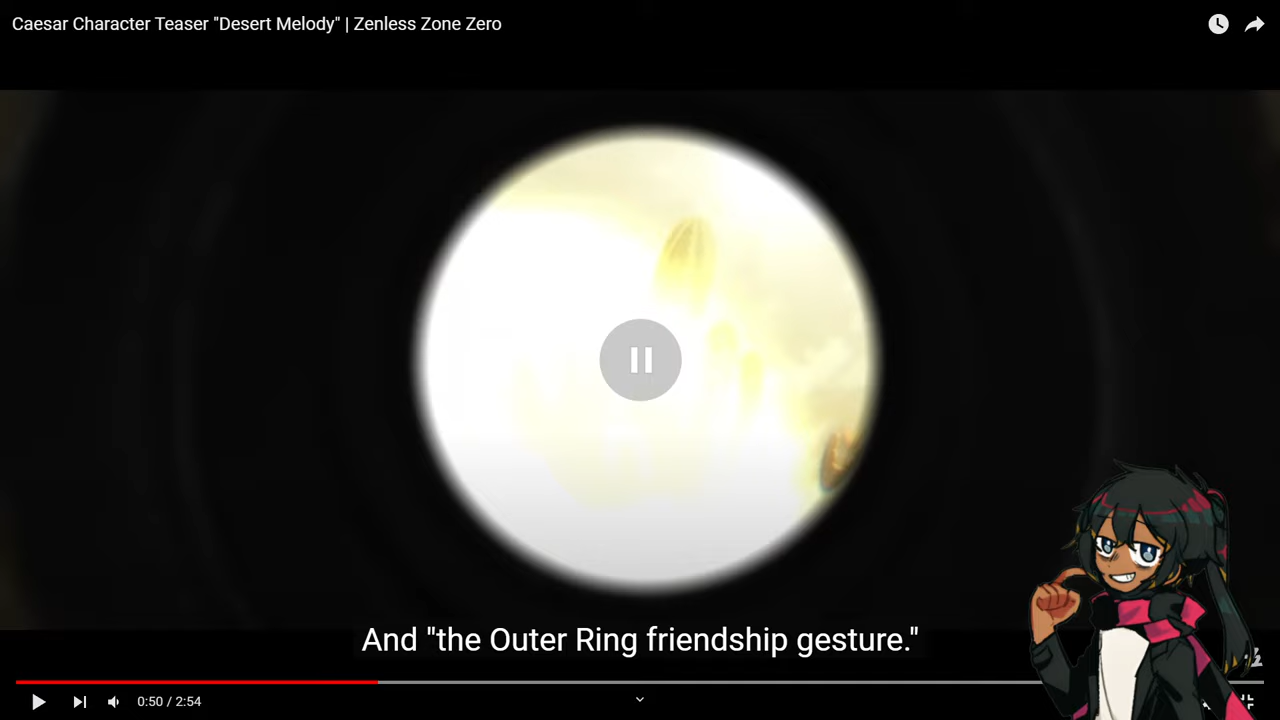 Caesar Character Teaser "Desert Melody" | Zenless Zone Zero
And "the Outer Ring friendship gesture."
0:50 / 2:54